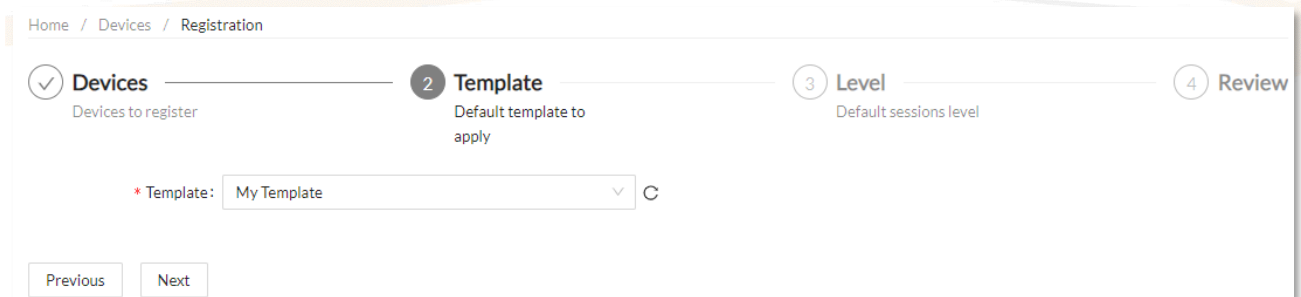 Home / Devices / Registration
Devices
Devices to register
2 Template
Default template to
apply
3 Level
Default sessions level
4 Review
* Template: My Template
Previous Next